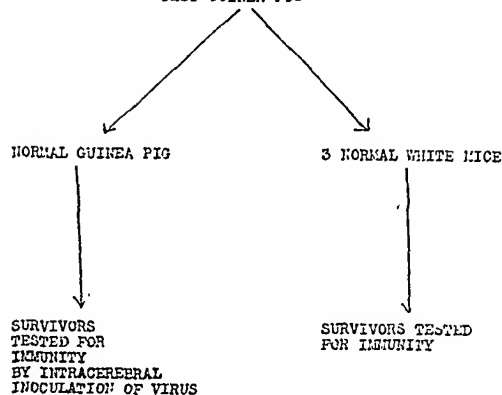 NORMAL GUINEA PIG
3 NORMAL WHITE MICE
SURVIVORS
TESTED FOR
IMMUNITY
BY INTRACEREBRAL
INOCULATION OF VIRUS
SURVIVORS TESTED
FOR IMMUNITY